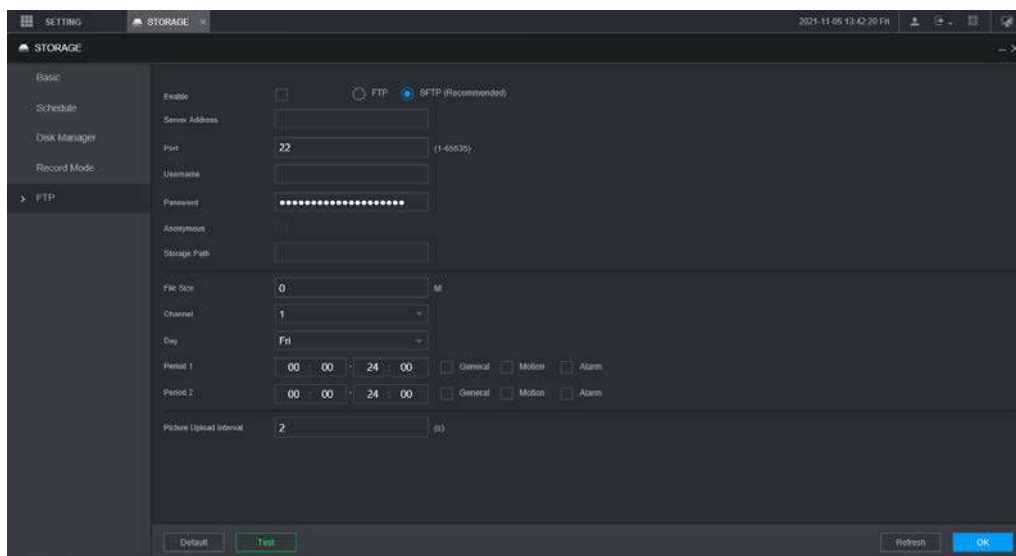 SETTING STORAGE × 2021-11-05 13:42:20 Fri
STORAGE
Basic
Schedule
Disk Manager
Record Mode
FTP
Enable FTP SFTP (Recommended)
Server Address
Port 22 (1-65535)
Username
Password ●●●●●●●●●●●●●●●●●●●●
Anonymous
Storage Path
File Size 0 M
Channel 1
Day Fri
Period 1 00 : 00 - 24 : 00 General Motion Alarm
Period 2 00 : 00 - 24 : 00 General Motion Alarm
Picture Upload Interval 2 (s)
Default Test Refresh OK